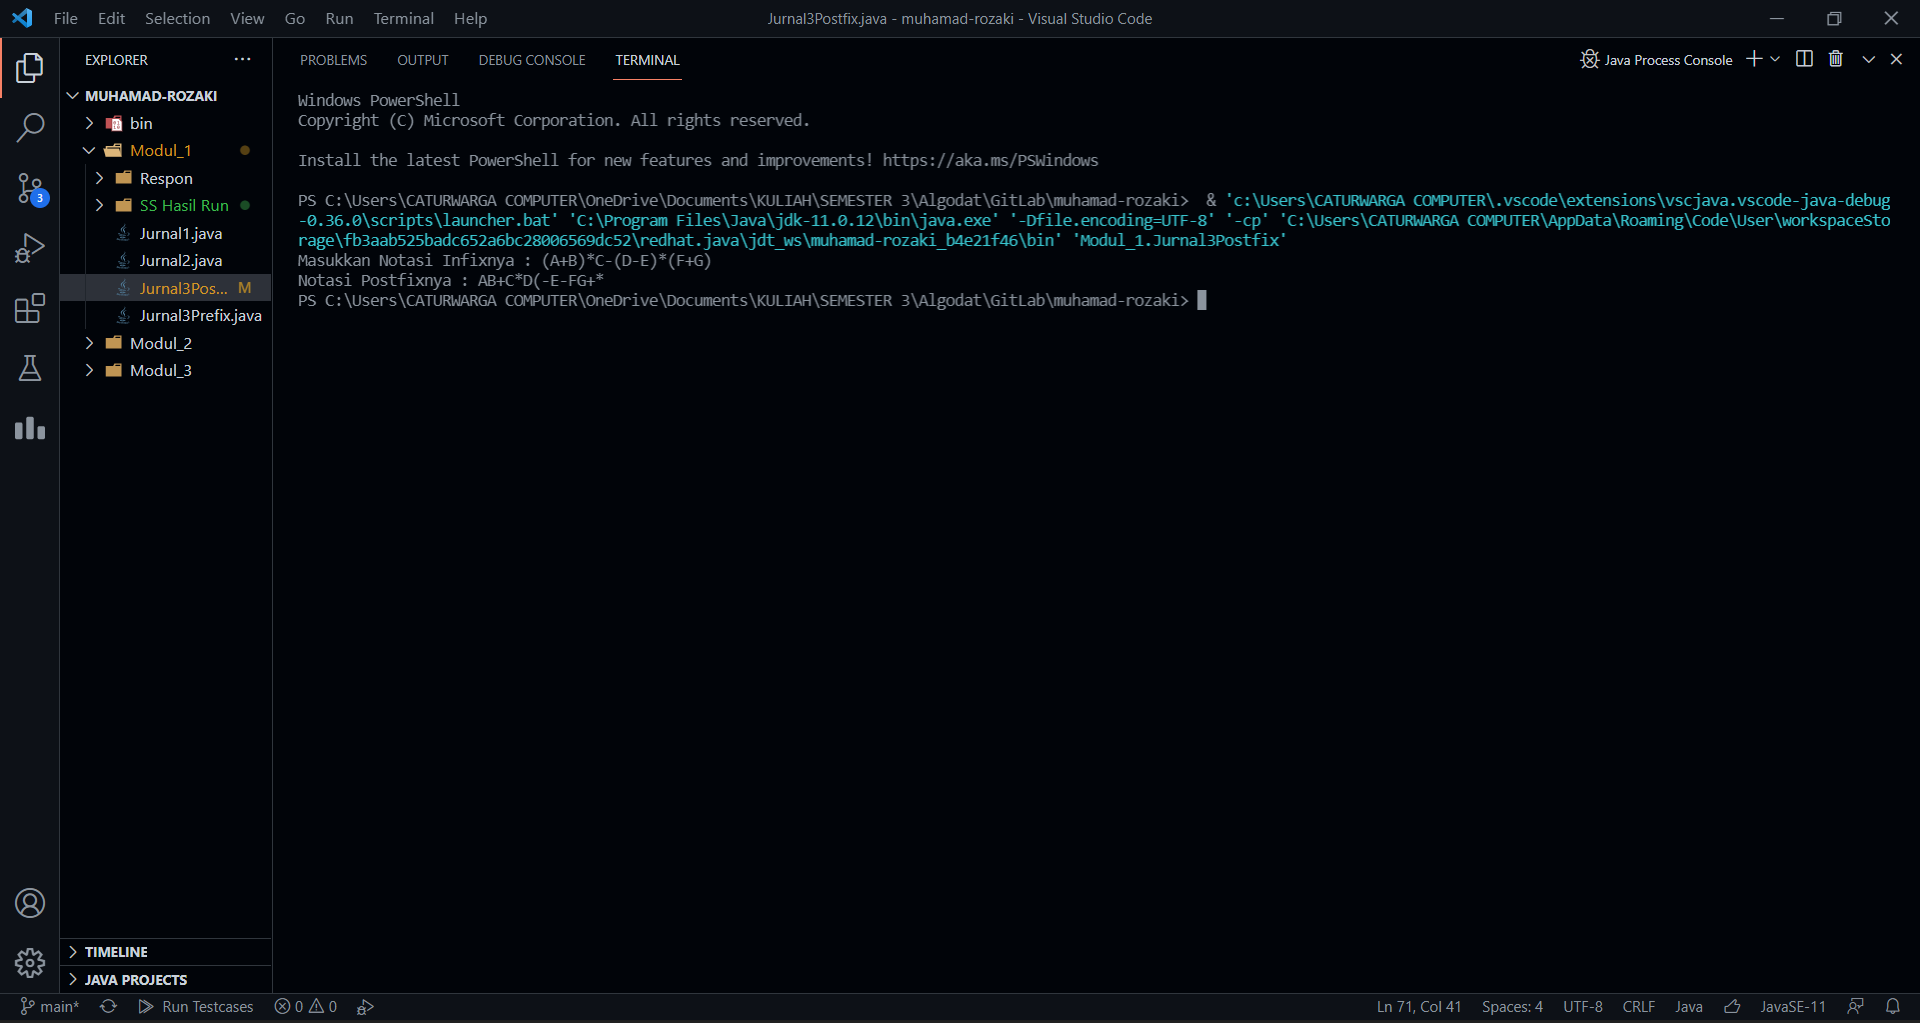 File Edit Selection View Go Run Terminal Help
Jurnal3Postfix.java - muhamad-rozaki - Visual Studio Code
EXPLORER
MUHAMAD-ROZAKI
bin
Modul_1
Respon
SS Hasil Run
Jurnal1.java
Jurnal2.java
Jurnal3Pos... M
Jurnal3Prefix.java
Modul_2
Modul_3
TIMELINE
JAVA PROJECTS
3
PROBLEMS OUTPUT DEBUG CONSOLE TERMINAL
Java Process Console
Windows PowerShell
Copyright (C) Microsoft Corporation. All rights reserved.
Install the latest PowerShell for new features and improvements! https://aka.ms/PSWindows
PS C:\Users\CATURWARGA COMPUTER\OneDrive\Documents\KULIAH\SEMESTER 3\Algodat\GitLab\muhamad-rozaki>  & 'c:\Users\CATURWARGA COMPUTER\.vscode\extensions\vscjava.vscode-java-debug
-0.36.0\scripts\launcher.bat' 'C:\Program Files\Java\jdk-11.0.12\bin\java.exe' '-Dfile.encoding=UTF-8' '-cp' 'C:\Users\CATURWARGA COMPUTER\AppData\Roaming\Code\User\workspaceSto
rage\fb3aab525badc652a6bc28006569dc52\redhat.java\jdt_ws\muhamad-rozaki_b4e21f46\bin' 'Modul_1.Jurnal3Postfix'
Masukkan Notasi Infixnya : (A+B)*C-(D-E)*(F+G)
Notasi Postfixnya : AB+C*D(-E-FG+*
PS C:\Users\CATURWARGA COMPUTER\OneDrive\Documents\KULIAH\SEMESTER 3\Algodat\GitLab\muhamad-rozaki>
main* Run Testcases 0 0
Ln 71, Col 41 Spaces: 4 UTF-8 CRLF Java JavaSE-11